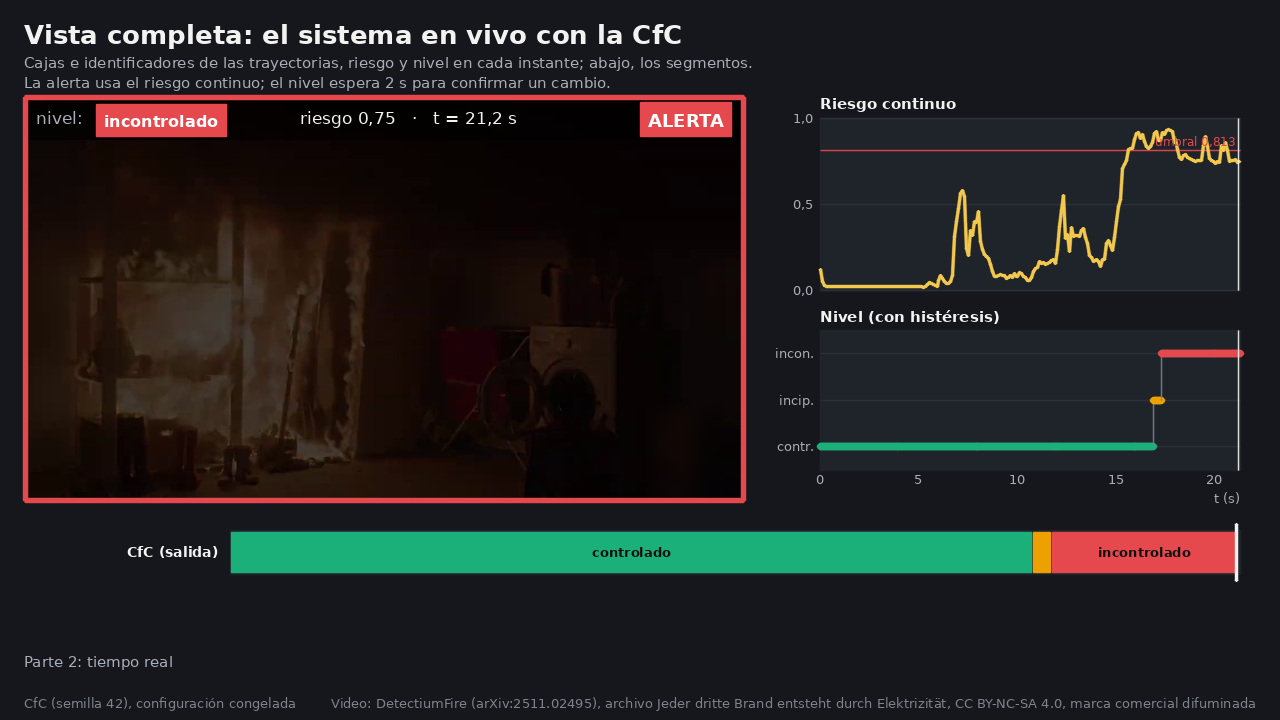 Vista completa: el sistema en vivo con la CfC
Cajas e identificadores de las trayectorias, riesgo y nivel en cada instante; abajo, los segmentos.
La alerta usa el riesgo continuo; el nivel espera 2 s para confirmar un cambio.
nivel: incontrolado riesgo 0,75 · t = 21,2 s ALERTA
Riesgo continuo
1,0
umbral 0,813
0,5
0,0
Nivel (con histéresis)
incon.
incip.
contr.
0 5 10 15 20
t (s)
CfC (salida) controlado incontrolado
Parte 2: tiempo real
CfC (semilla 42), configuración congelada Video: DetectiumFire (arXiv:2511.02495), archivo Jeder dritte Brand entsteht durch Elektrizität, CC BY-NC-SA 4.0, marca comercial difuminada